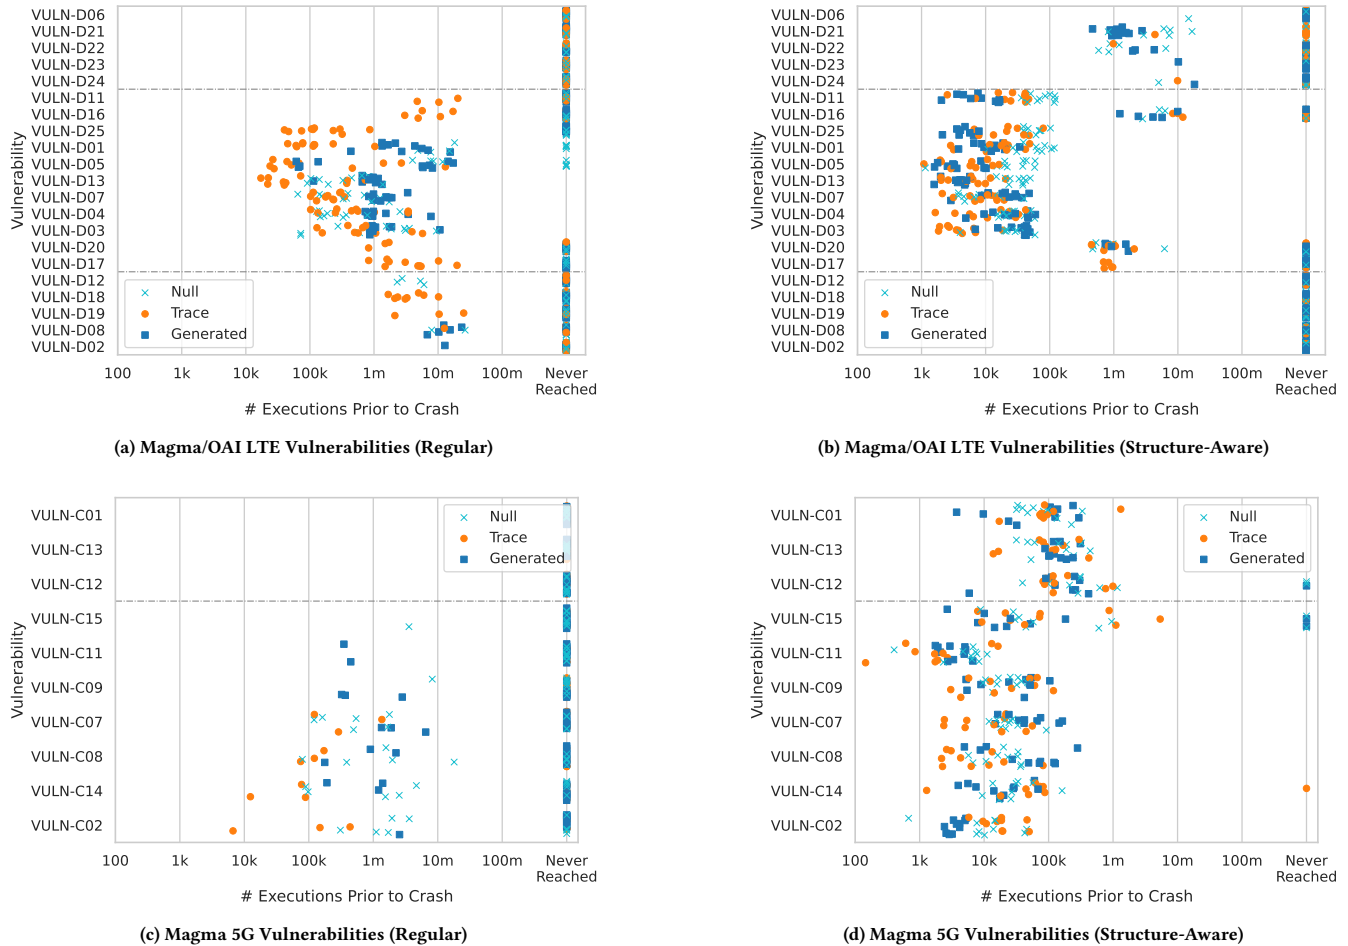 VULN-D06
VULN-D21
VULN-D22
VULN-D23
VULN-D24
VULN-D11
VULN-D16
VULN-D25
VULN-D01
VULN-D05
VULN-D13
VULN-D07
VULN-D04
VULN-D03
VULN-D20
VULN-D17
VULN-D12
VULN-D18
VULN-D19
VULN-D08
VULN-D02
Vulnerability
Null
Trace
Generated
100 1k 10k 100k 1m 10m 100m Never
Reached
# Executions Prior to Crash
(a) Magma/OAI LTE Vulnerabilities (Regular)
VULN-D06
VULN-D21
VULN-D22
VULN-D23
VULN-D24
VULN-D11
VULN-D16
VULN-D25
VULN-D01
VULN-D05
VULN-D13
VULN-D07
VULN-D04
VULN-D03
VULN-D20
VULN-D17
VULN-D12
VULN-D18
VULN-D19
VULN-D08
VULN-D02
Vulnerability
Null
Trace
Generated
100 1k 10k 100k 1m 10m 100m Never
Reached
# Executions Prior to Crash
(b) Magma/OAI LTE Vulnerabilities (Structure-Aware)
VULN-C01
VULN-C13
VULN-C12
VULN-C15
VULN-C11
VULN-C09
VULN-C07
VULN-C08
VULN-C14
VULN-C02
Vulnerability
Null
Trace
Generated
100 1k 10k 100k 1m 10m 100m Never
Reached
# Executions Prior to Crash
(c) Magma 5G Vulnerabilities (Regular)
VULN-C01
VULN-C13
VULN-C12
VULN-C15
VULN-C11
VULN-C09
VULN-C07
VULN-C08
VULN-C14
VULN-C02
Vulnerability
Null
Trace
Generated
100 1k 10k 100k 1m 10m 100m Never
Reached
# Executions Prior to Crash
(d) Magma 5G Vulnerabilities (Structure-Aware)